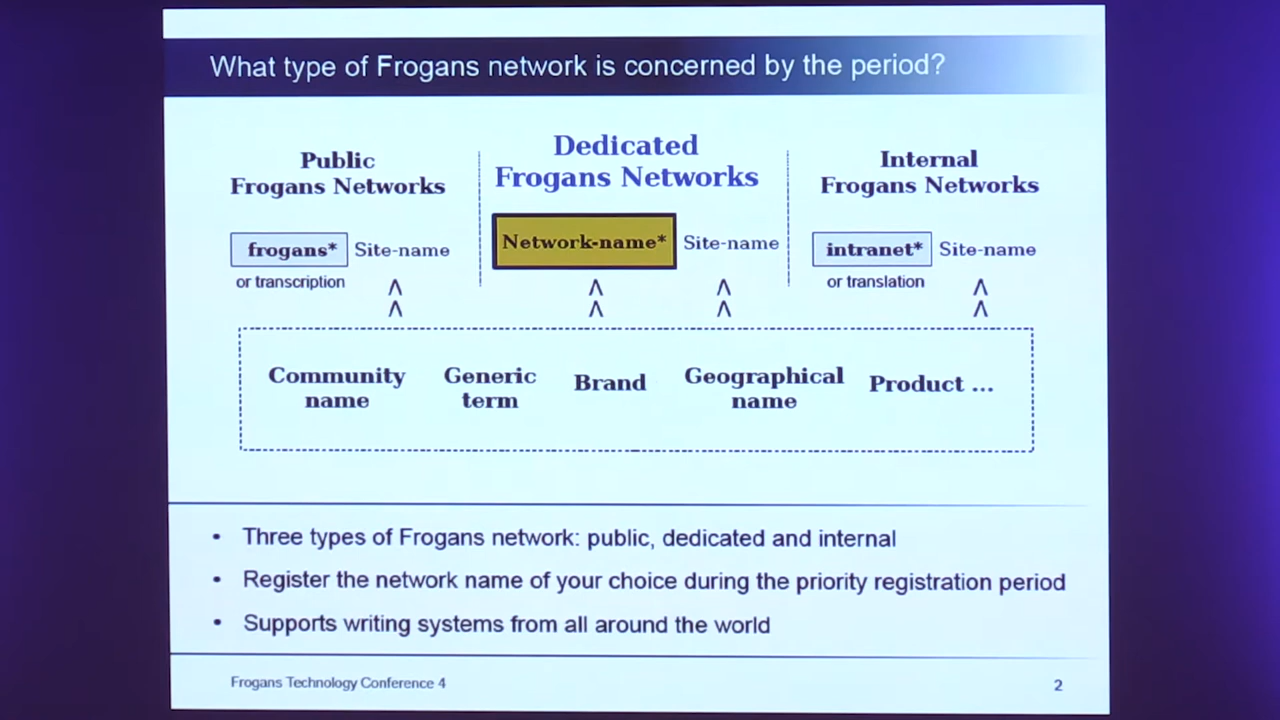 What type of Frogans network is concerned by the period?
Public
Frogans Networks
frogans* Site-name
or transcription
Dedicated
Frogans Networks
Network-name* Site-name
Internal
Frogans Networks
intranet* Site-name
or translation
Community
name
Generic
term
Brand
Geographical
name
Product ...
• Three types of Frogans network: public, dedicated and internal
• Register the network name of your choice during the priority registration period
• Supports writing systems from all around the world
Frogans Technology Conference 4
2